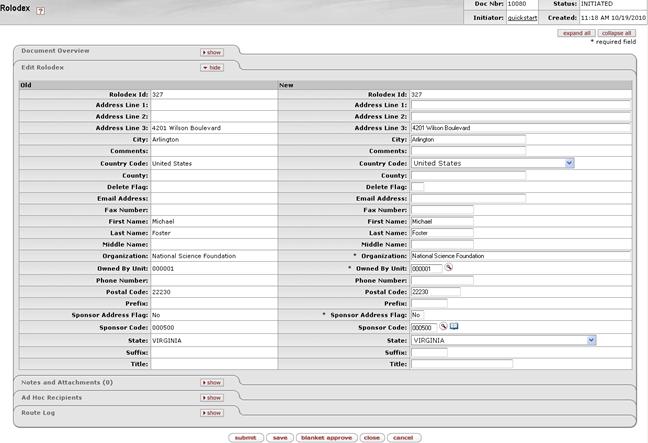 Rolodex ?
Doc Nbr: 10080 Status: INITIATED
Initiator: quickstart Created: 11:18 AM 10/19/2010
expand all collapse all
* required field
Document Overview show
Edit Rolodex hide
Old New
Rolodex Id: 327 Rolodex Id: 327
Address Line 1: Address Line 1:
Address Line 2: Address Line 2:
Address Line 3: 4201 Wilson Boulevard Address Line 3: 4201 Wilson Boulevard
City: Arlington City: Arlington
Comments: Comments:
Country Code: United States Country Code: United States
County: County:
Delete Flag: Delete Flag:
Email Address: Email Address:
Fax Number: Fax Number:
First Name: Michael First Name: Michael
Last Name: Foster Last Name: Foster
Middle Name: Middle Name:
Organization: National Science Foundation * Organization: National Science Foundation
Owned By Unit: 000001 * Owned By Unit: 000001
Phone Number: Phone Number:
Postal Code: 22230 Postal Code: 22230
Prefix: Prefix:
Sponsor Address Flag: No * Sponsor Address Flag: No
Sponsor Code: 000500 Sponsor Code: 000500
State: VIRGINIA State: VIRGINIA
Suffix: Suffix:
Title: Title:
Notes and Attachments (0) show
Ad Hoc Recipients show
Route Log show
submit save blanket approve close cancel